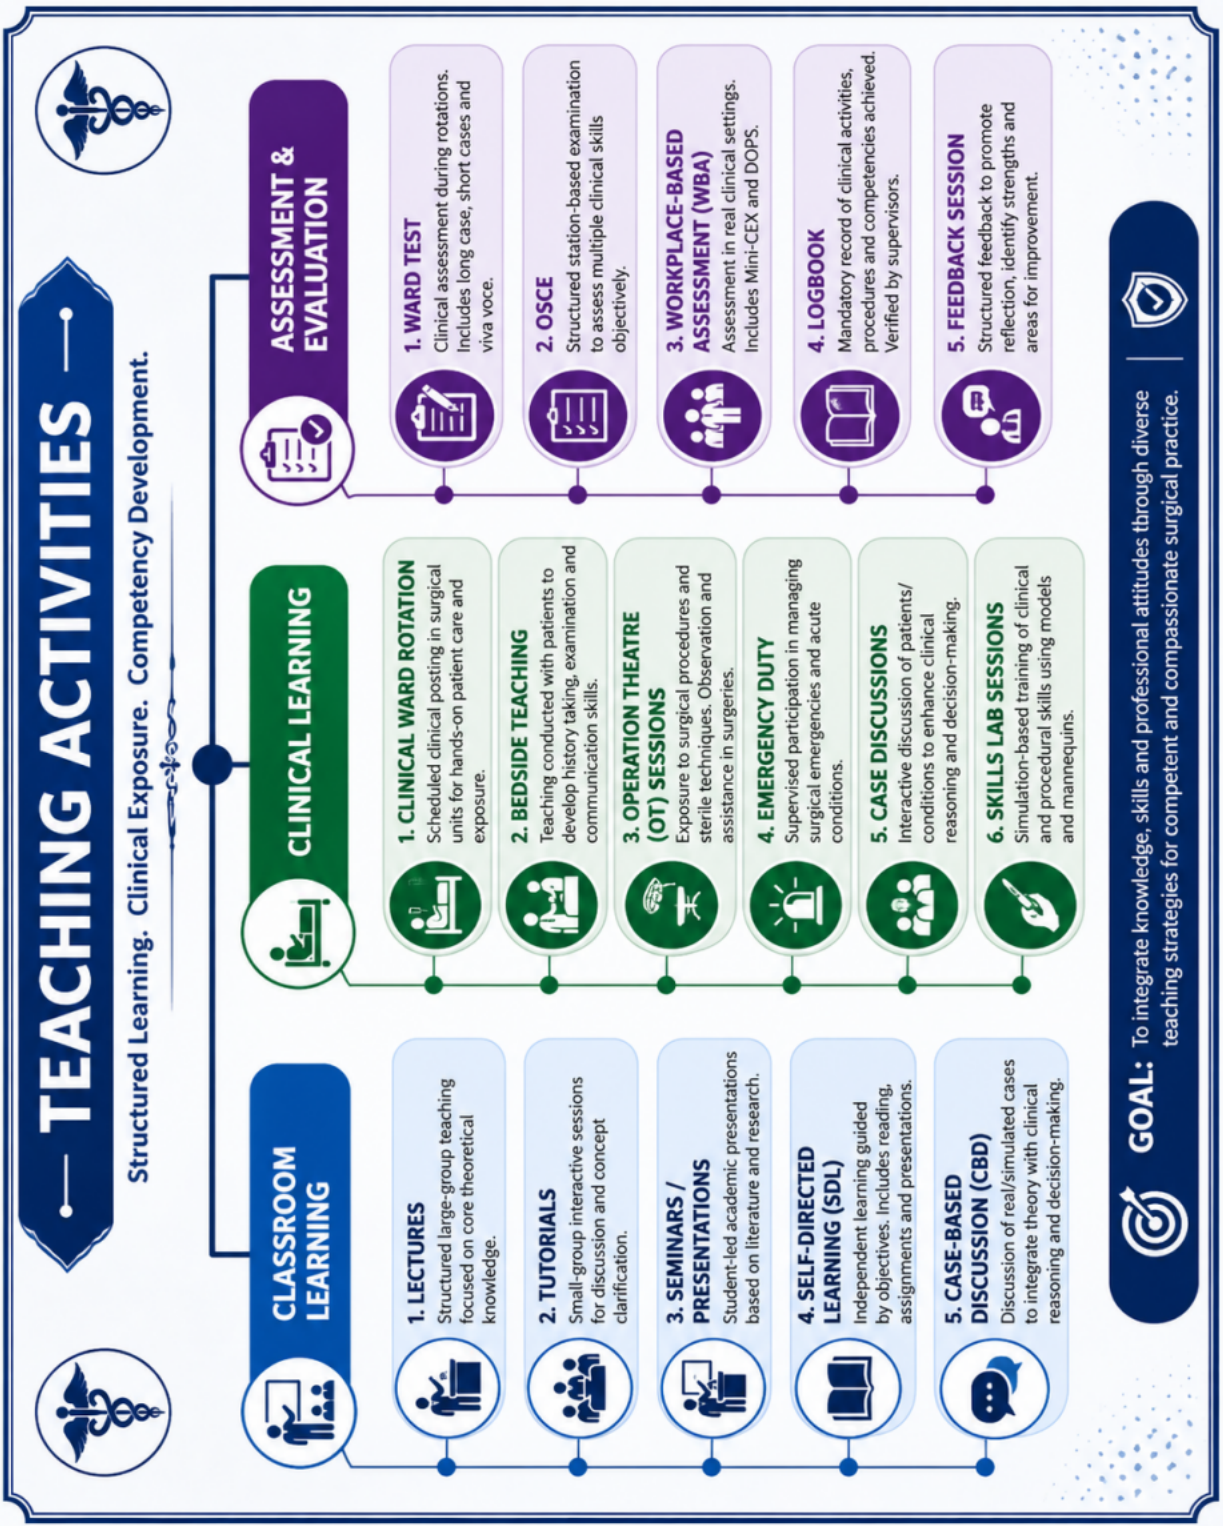 TEACHING ACTIVITIES
Structured Learning. Clinical Exposure. Competency Development.
CLASSROOM
LEARNING
1. LECTURES
Structured large-group teaching
focused on core theoretical
knowledge.
2. TUTORIALS
Small-group interactive sessions
for discussion and concept
clarification.
3. SEMINARS /
PRESENTATIONS
Student-led academic presentations
based on literature and research.
4. SELF-DIRECTED
LEARNING (SDL)
Independent learning guided
by objectives. Includes reading,
assignments and presentations.
5. CASE-BASED
DISCUSSION (CBD)
Discussion of real/simulated cases
to integrate theory with clinical
reasoning and decision-making.
CLINICAL LEARNING
1. CLINICAL WARD ROTATION
Scheduled clinical posting in surgical
units for hands-on patient care and
exposure.
2. BEDSIDE TEACHING
Teaching conducted with patients to
develop history taking, examination and
communication skills.
3. OPERATION THEATRE
(OT) SESSIONS
Exposure to surgical procedures and
sterile techniques. Observation and
assistance in surgeries.
4. EMERGENCY DUTY
Supervised participation in managing
surgical emergencies and acute
conditions.
5. CASE DISCUSSIONS
Interactive discussion of patients/
conditions to enhance clinical
reasoning and decision-making.
6. SKILLS LAB SESSIONS
Simulation-based training of clinical
and procedural skills using models
and mannequins.
ASSESSMENT &
EVALUATION
1. WARD TEST
Clinical assessment during rotations.
Includes long case, short cases and
viva voce.
2. OSCE
Structured station-based examination
to assess multiple clinical skills
objectively.
3. WORKPLACE-BASED
ASSESSMENT (WBA)
Assessment in real clinical settings.
Includes Mini-CEX and DOPS.
4. LOGBOOK
Mandatory record of clinical activities,
procedures and competencies achieved.
Verified by supervisors.
5. FEEDBACK SESSION
Structured feedback to promote
reflection, identify strengths and
areas for improvement.
GOAL: To integrate knowledge, skills and professional attitudes through diverse
teaching strategies for competent and compassionate surgical practice.